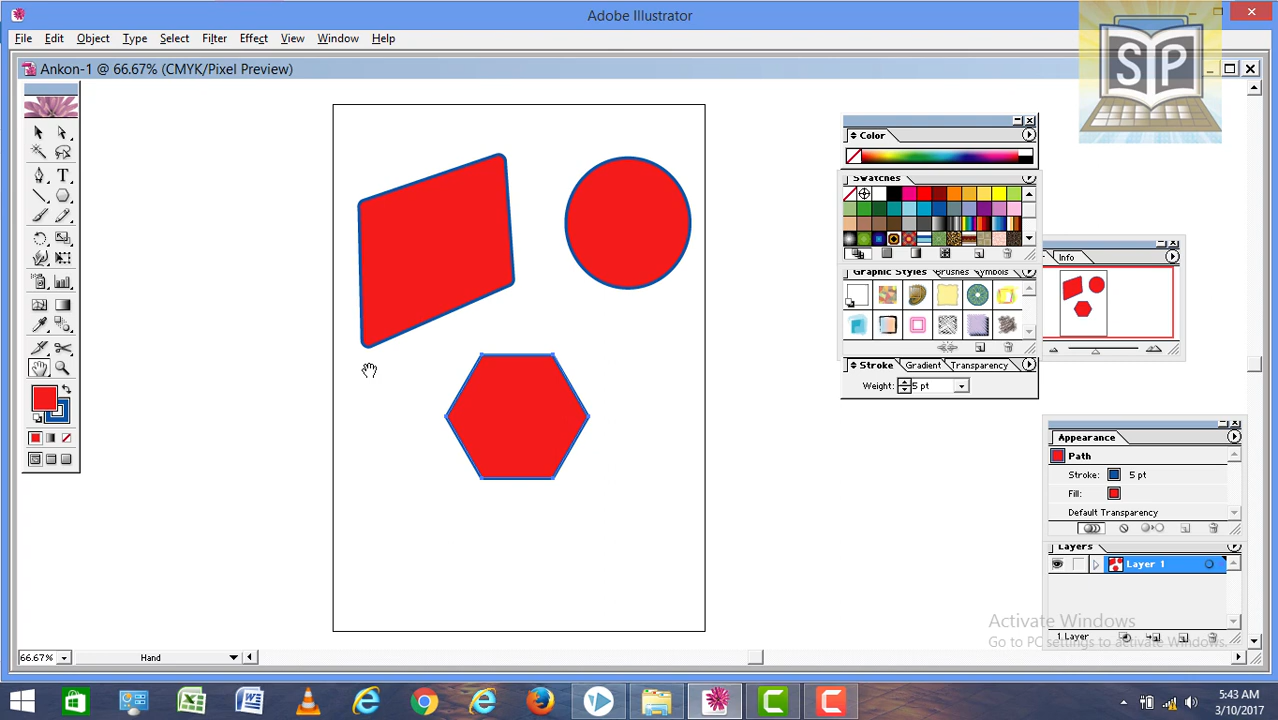 Adobe Illustrator
File Edit Object Type Select Filter Effect View Window Help
SP
Ankon-1 @ 66.67% (CMYK/Pixel Preview)
T
Color
Swatches
Info
Graphic Styles Brushes Symbols
Stroke Gradient Transparency
Weight: 5 pt
Appearance
Path
Stroke: 5 pt
Fill:
Default Transparency
Layers
Layer 1
1 Layer
Activate Windows
Go to PC settings to activate Windows.
66.67% Hand
5:43 AM
3/10/2017